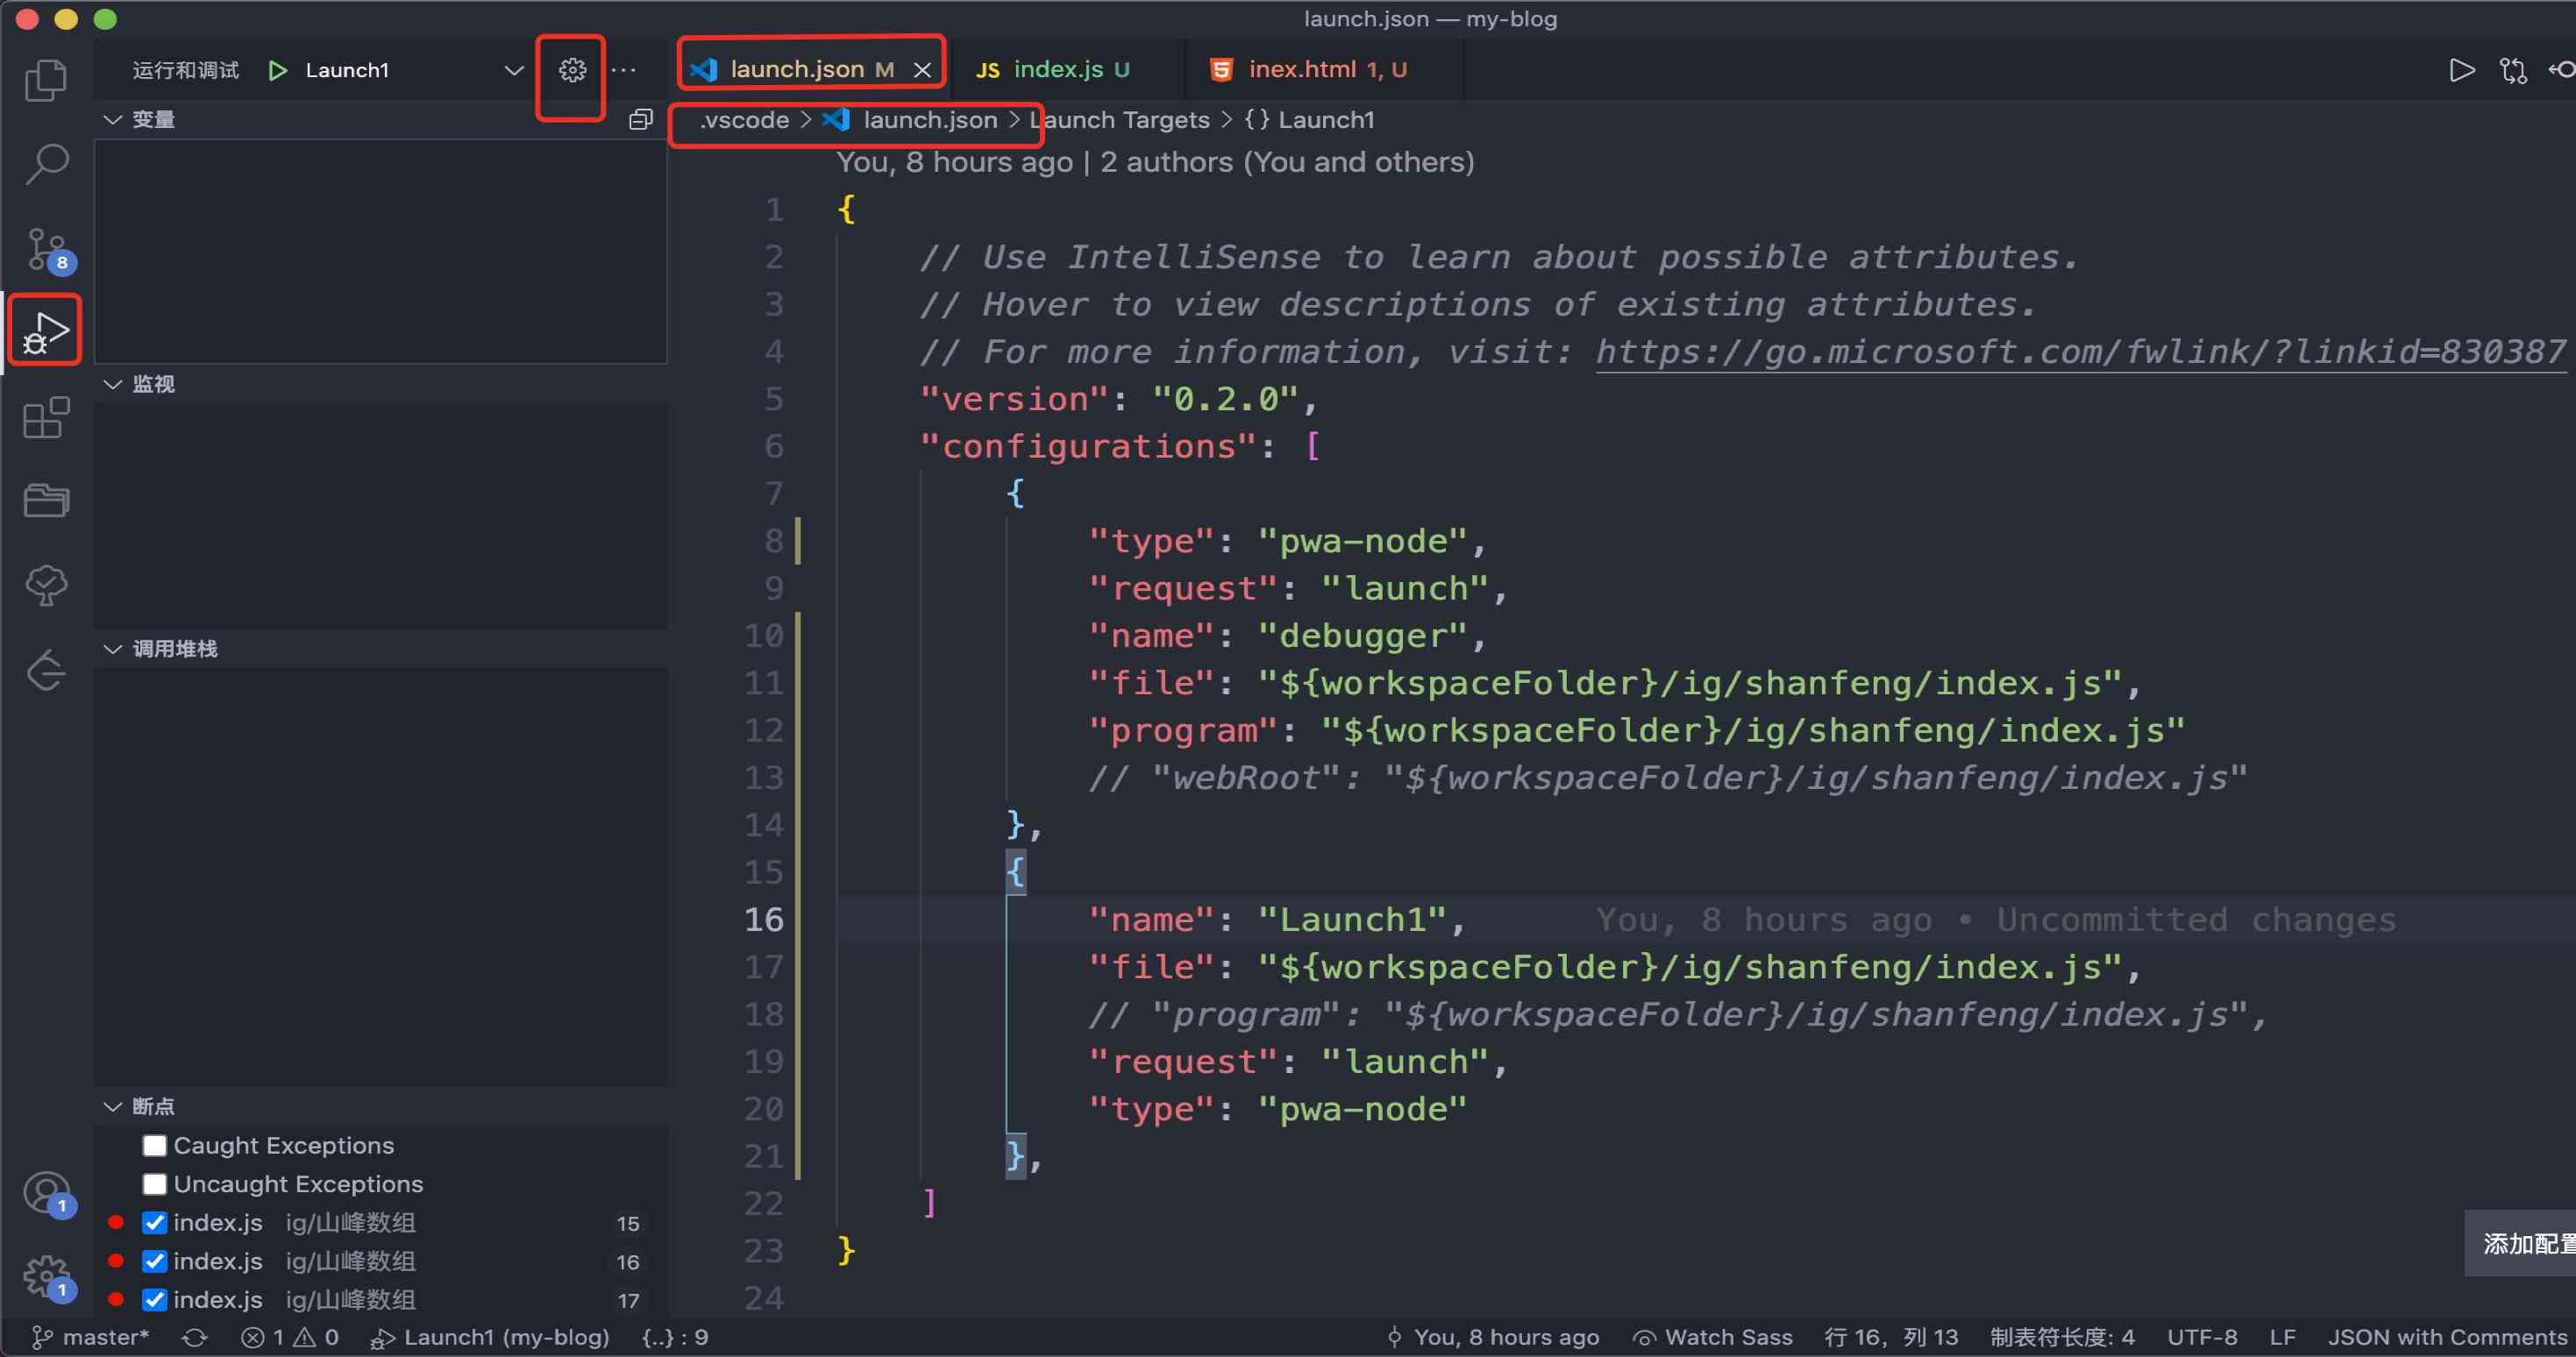 launch.json — my-blog
运行和调试 Launch1
launch.json M
JS index.js U
inex.html 1, U
变量
.vscode > launch.json > Launch Targets > {} Launch1
You, 8 hours ago | 2 authors (You and others)
1 {
2 // Use IntelliSense to learn about possible attributes.
3 // Hover to view descriptions of existing attributes.
4 // For more information, visit: https://go.microsoft.com/fwlink/?linkid=830387
5 "version": "0.2.0",
6 "configurations": [
7 {
8 "type": "pwa-node",
9 "request": "launch",
10 "name": "debugger",
11 "file": "${workspaceFolder}/ig/shanfeng/index.js",
12 "program": "${workspaceFolder}/ig/shanfeng/index.js"
13 // "webRoot": "${workspaceFolder}/ig/shanfeng/index.js"
14 },
15 {
16 "name": "Launch1", You, 8 hours ago • Uncommitted changes
17 "file": "${workspaceFolder}/ig/shanfeng/index.js",
18 // "program": "${workspaceFolder}/ig/shanfeng/index.js",
19 "request": "launch",
20 "type": "pwa-node"
21 },
22 ]
23 }
24
8
监视
调用堆栈
断点
Caught Exceptions
Uncaught Exceptions
index.js ig/山峰数组 15
index.js ig/山峰数组 16
index.js ig/山峰数组 17
1
1
添加配置
master* 1 0 Launch1 (my-blog) {..} : 9 You, 8 hours ago Watch Sass 行 16，列 13 制表符长度: 4 UTF-8 LF JSON with Comments